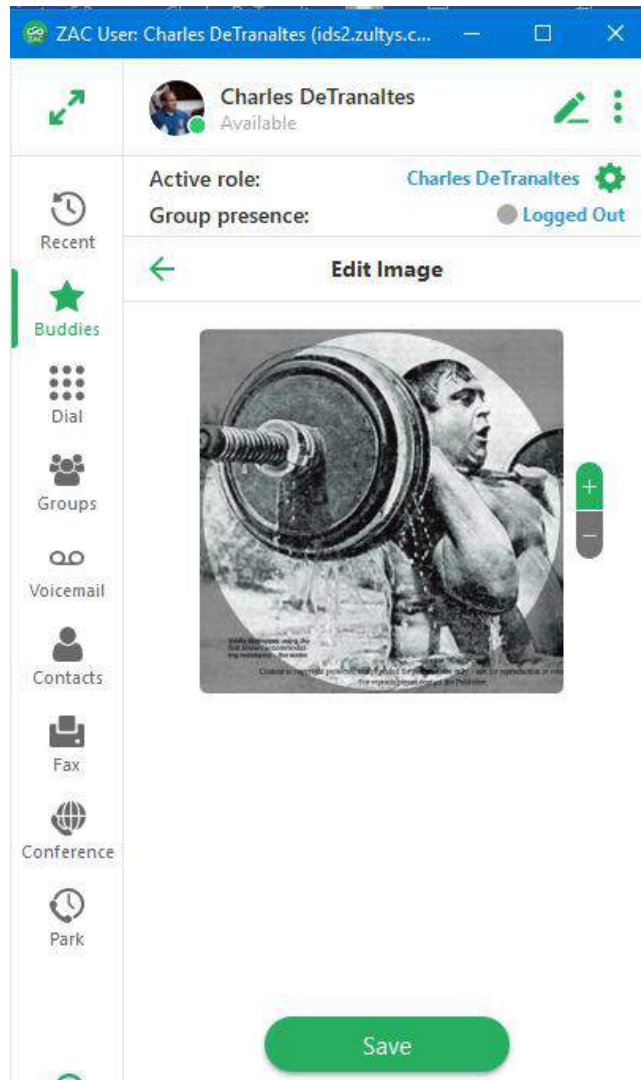 ZAC User: Charles DeTranaltes (ids2.zultys.c...
Charles DeTranaltes
Available
Active role:
Charles DeTranaltes
Group presence:
Logged Out
Recent
Edit Image
Buddies
Dial
Groups
Voicemail
Contacts
Fax
Conference
Park
+
−
Save